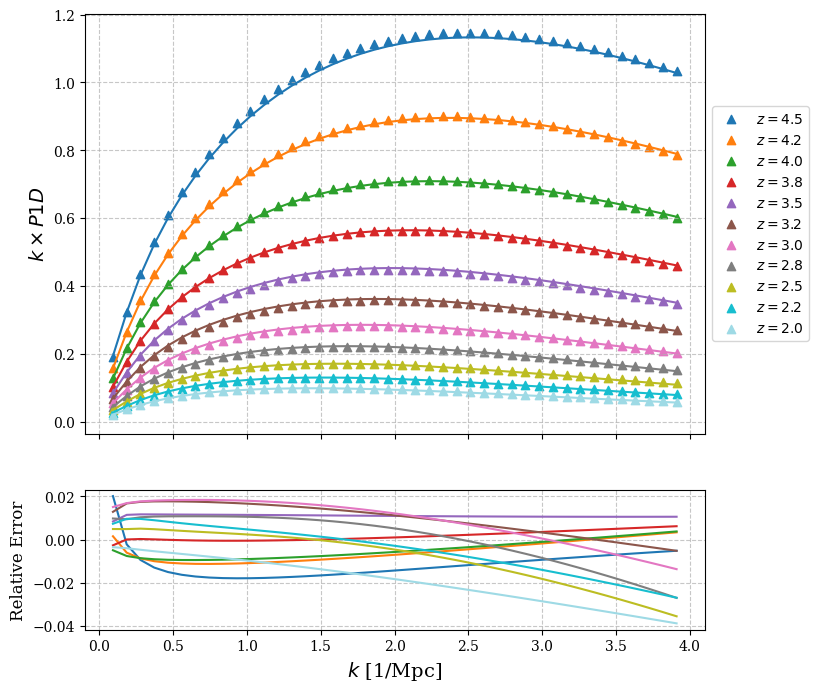 1.2
1.0
0.8
0.6
0.4
0.2
0.0
k × P1D
z = 4.5
z = 4.2
z = 4.0
z = 3.8
z = 3.5
z = 3.2
z = 3.0
z = 2.8
z = 2.5
z = 2.2
z = 2.0
0.02
0.00
−0.02
−0.04
Relative Error
0.0 0.5 1.0 1.5 2.0 2.5 3.0 3.5 4.0
k [1/Mpc]